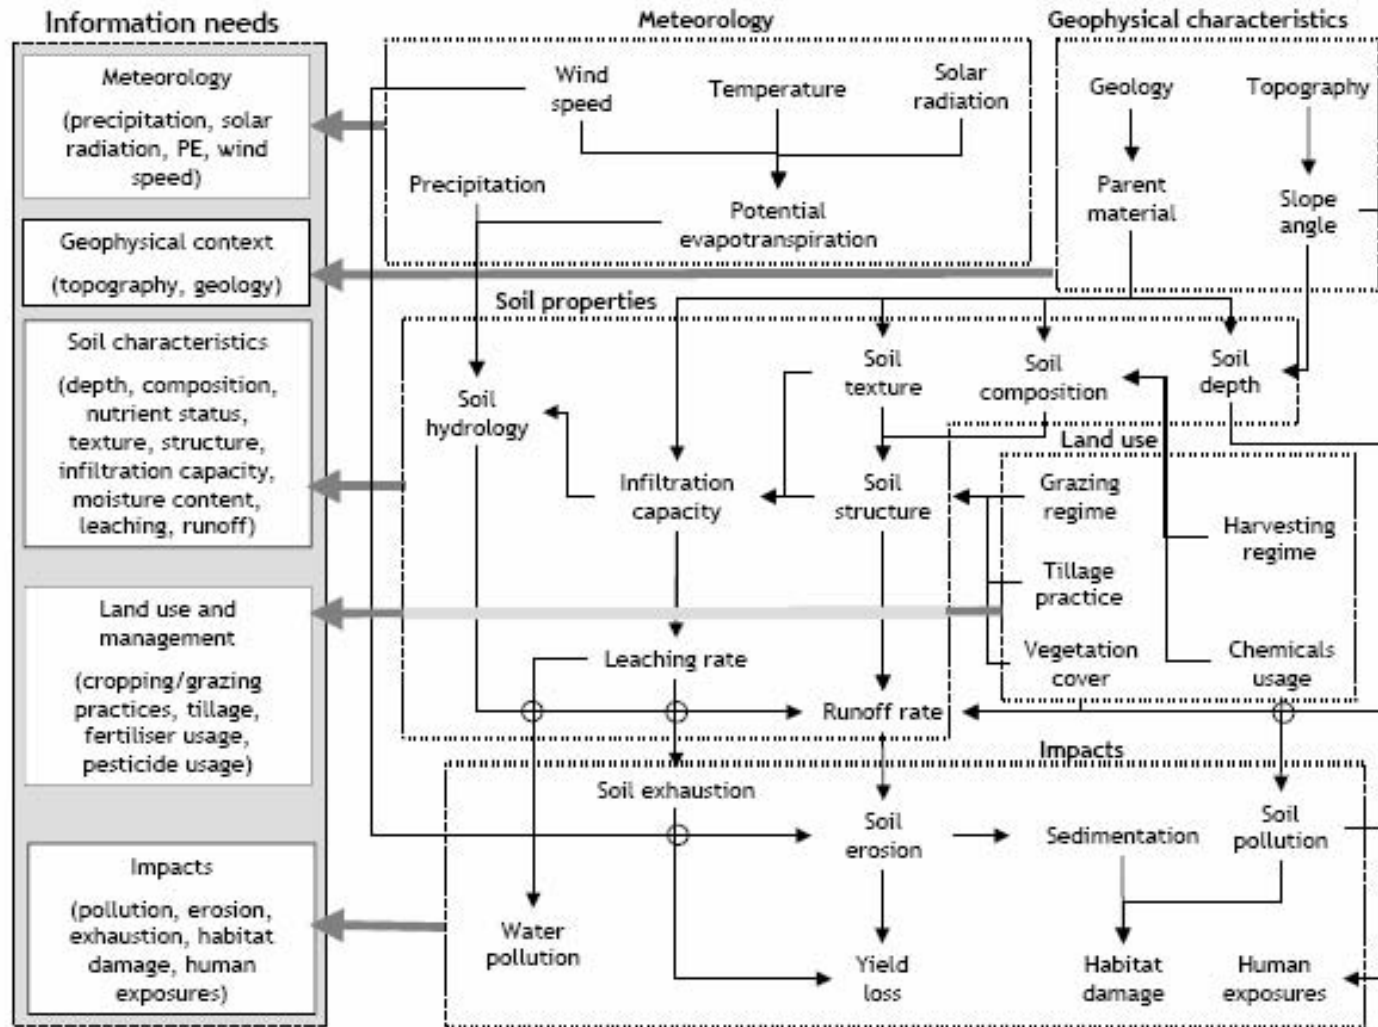 Information needs
Meteorology
(precipitation, solar
radiation, PE, wind
speed)
Geophysical context
(topography, geology)
Soil characteristics
(depth, composition,
nutrient status,
texture, structure,
infiltration capacity,
moisture content,
leaching, runoff)
Land use and
management
(cropping/grazing
practices, tillage,
fertiliser usage,
pesticide usage)
Impacts
(pollution, erosion,
exhaustion, habitat
damage, human
exposures)
Meteorology
Wind
speed
Temperature
Solar
radiation
Precipitation
Potential
evapotranspiration
Geophysical characteristics
Geology
Topography
Parent
material
Slope
angle
Soil properties
Soil
texture
Soil
composition
Soil
depth
Soil
hydrology
Infiltration
capacity
Soil
structure
Leaching rate
Runoff rate
Land use
Grazing
regime
Harvesting
regime
Tillage
practice
Vegetation
cover
Chemicals
usage
Impacts
Soil exhaustion
Soil
erosion
Sedimentation
Soil
pollution
Water
pollution
Yield
loss
Habitat
damage
Human
exposures